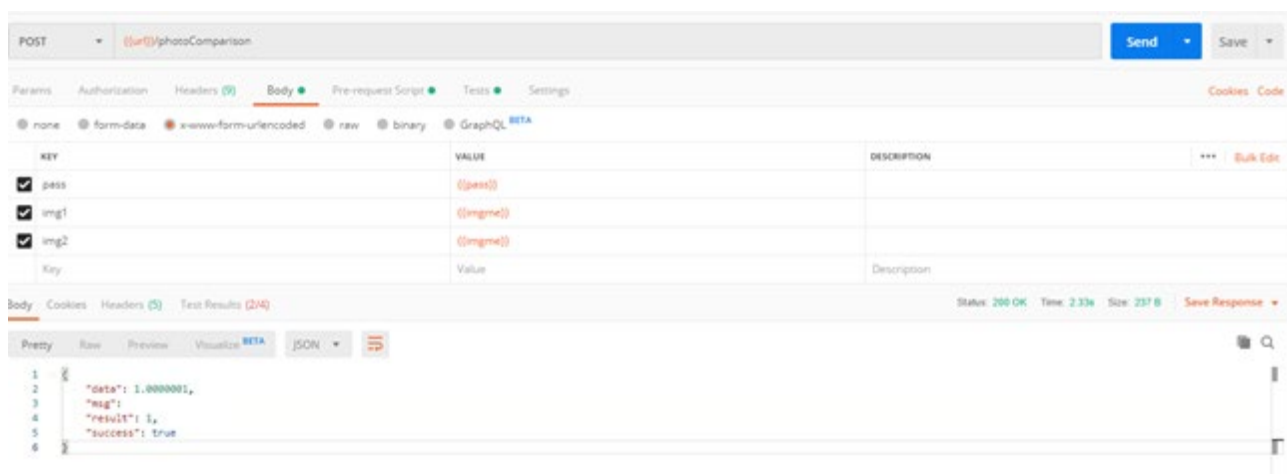 POST {{url}}/photoComparison Send Save
Params Authorization Headers (9) Body Pre-request Script Tests Settings Cookies Code
none form-data x-www-form-urlencoded raw binary GraphQL BETA
KEY VALUE DESCRIPTION ••• Bulk Edit
pass {{pass}}
img1 {{imgme}}
img2 {{imgme}}
Key Value Description
Body Cookies Headers (5) Test Results (2/4) Status: 200 OK Time: 2.33s Size: 237 B Save Response
Pretty Raw Preview Visualize BETA JSON
1 {
2 "data": 1.0000001,
3 "msg":
4 "result": 1,
5 "success": true
6 }